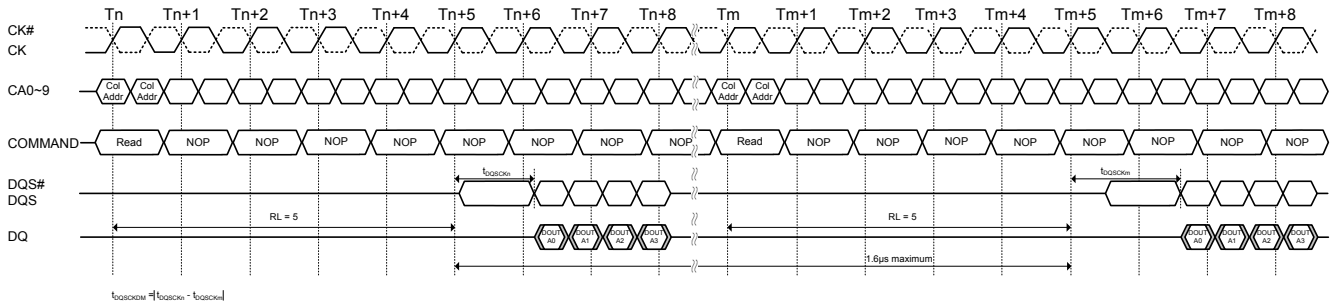 Tn Tn+1 Tn+2 Tn+3 Tn+4 Tn+5 Tn+6 Tn+7 Tn+8 Tm Tm+1 Tm+2 Tm+3 Tm+4 Tm+5 Tm+6 Tm+7 Tm+8
CK#
CK
CA0~9 Col Addr Col Addr Col Addr Col Addr
COMMAND Read NOP NOP NOP NOP NOP NOP NOP NOP Read NOP NOP NOP NOP NOP NOP NOP NOP
tDQSCKn tDQSCKm
DQS#
DQS
RL = 5 RL = 5
DQ DOUT A0 DOUT A1 DOUT A2 DOUT A3 DOUT A0 DOUT A1 DOUT A2 DOUT A3
1.6µs maximum
tDQSCKDM =|tDQSCKn - tDQSCKm|